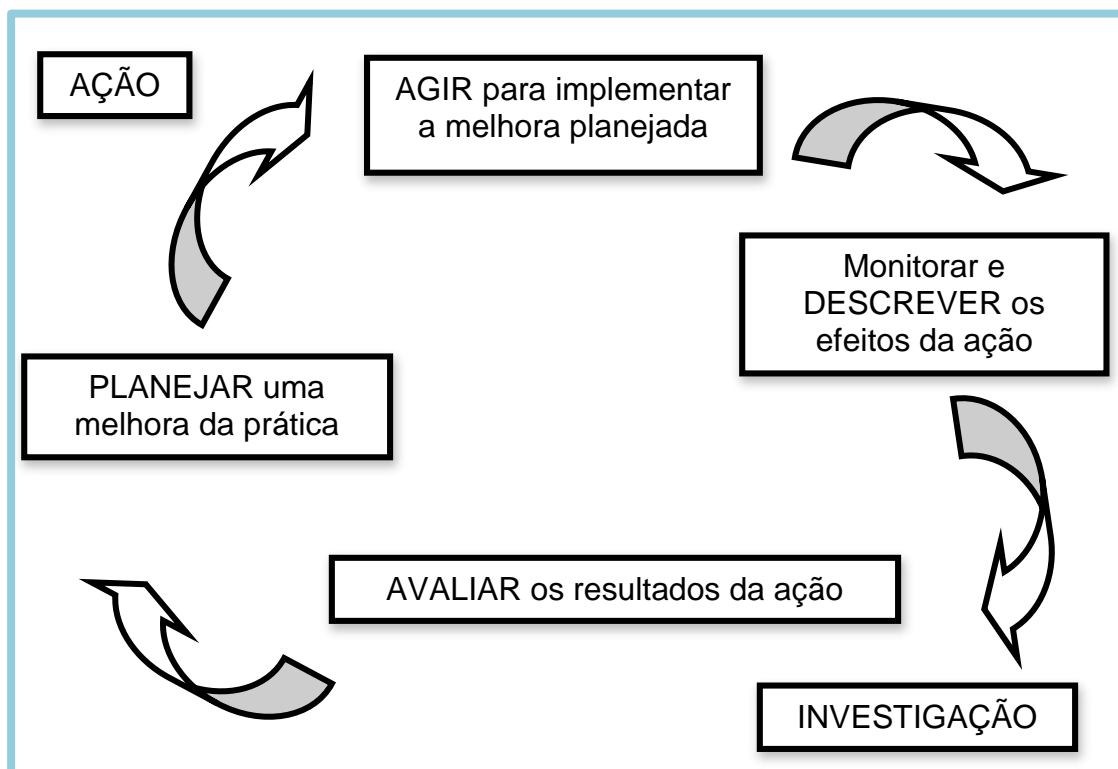 AÇÃO
AGIR para implementar
a melhora planejada
Monitorar e
DESCREVER os
efeitos da ação
PLANEJAR uma
melhora da prática
AVALIAR os resultados da ação
INVESTIGAÇÃO